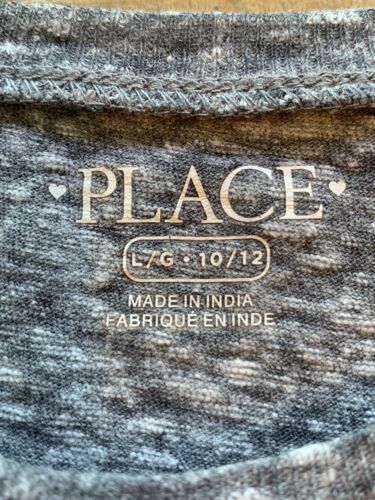 ♥ PLACE ♥
L/G • 10/12
MADE IN INDIA
FABRIQUÉ EN INDE